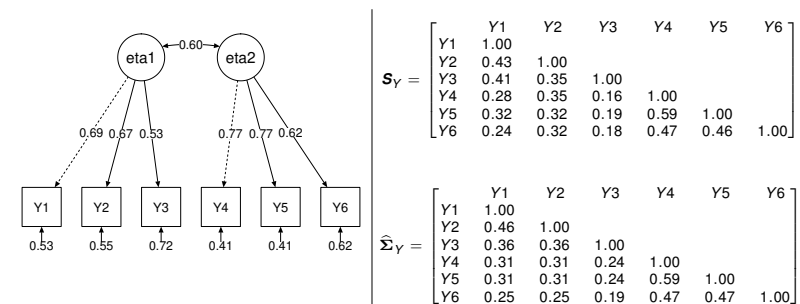 eta1 0.60 eta2
0.69 0.67 0.53 0.77 0.77 0.62
Y1 Y2 Y3 Y4 Y5 Y6
0.53 0.55 0.72 0.41 0.41 0.62
Y1 Y2 Y3 Y4 Y5 Y6
Y1 1.00
Y2 0.43 1.00
S_Y = Y3 0.41 0.35 1.00
Y4 0.28 0.35 0.16 1.00
Y5 0.32 0.32 0.19 0.59 1.00
Y6 0.24 0.32 0.18 0.47 0.46 1.00
Y1 Y2 Y3 Y4 Y5 Y6
Y1 1.00
Y2 0.46 1.00
Σ̂_Y = Y3 0.36 0.36 1.00
Y4 0.31 0.31 0.24 1.00
Y5 0.31 0.31 0.24 0.59 1.00
Y6 0.25 0.25 0.19 0.47 0.47 1.00